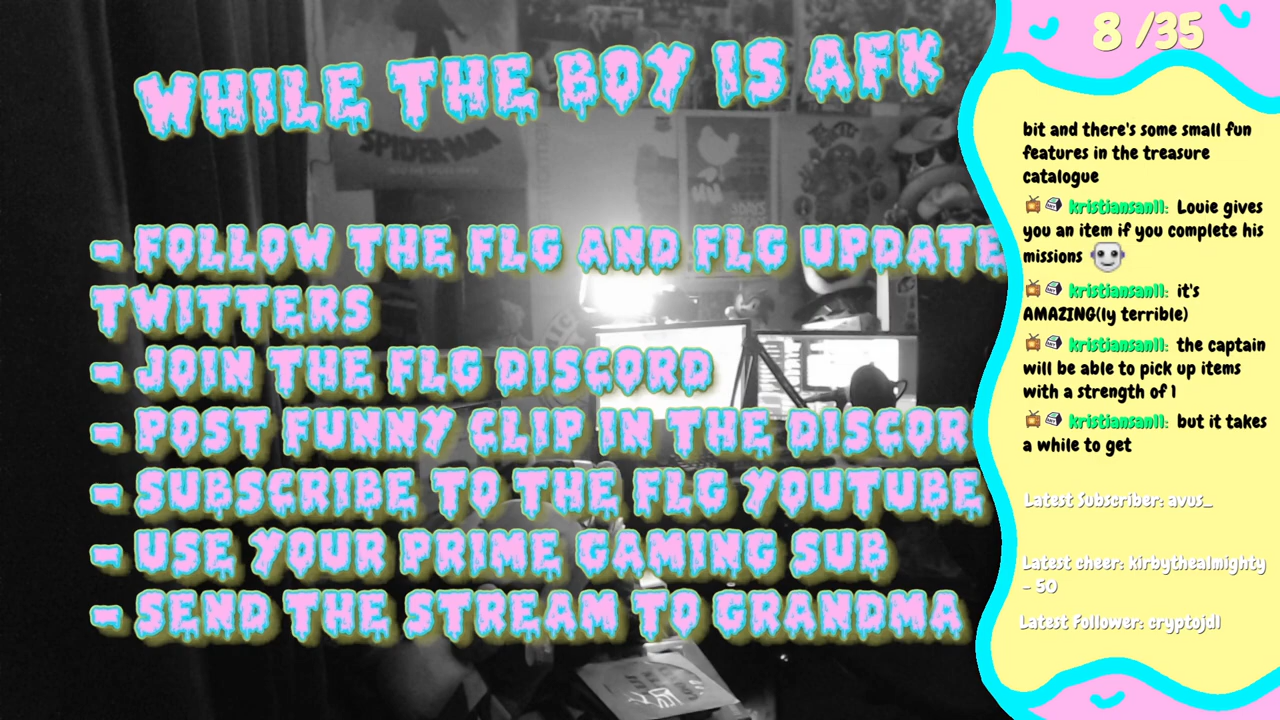 WHILE THE BOY IS AFK
SPIDER-MAN
- FOLLOW THE FLG AND FLG UPDATE
TWITTERS
- JOIN THE FLG DISCORD
- POST FUNNY CLIP IN THE DISCORD
- SUBSCRIBE TO THE FLG YOUTUBE
- USE YOUR PRIME GAMING SUB
- SEND THE STREAM TO GRANDMA
8 /35
bit and there's some small fun
features in the treasure
catalogue
kristiansanll: Louie gives
you an item if you complete his
missions
kristiansanll: it's
AMAZING(ly terrible)
kristiansanll: the captain
will be able to pick up items
with a strength of 1
kristiansanll: but it takes
a while to get
Latest Subscriber: avus_
Latest cheer: kirbythealmighty
- 50
Latest Follower: cryptojdl